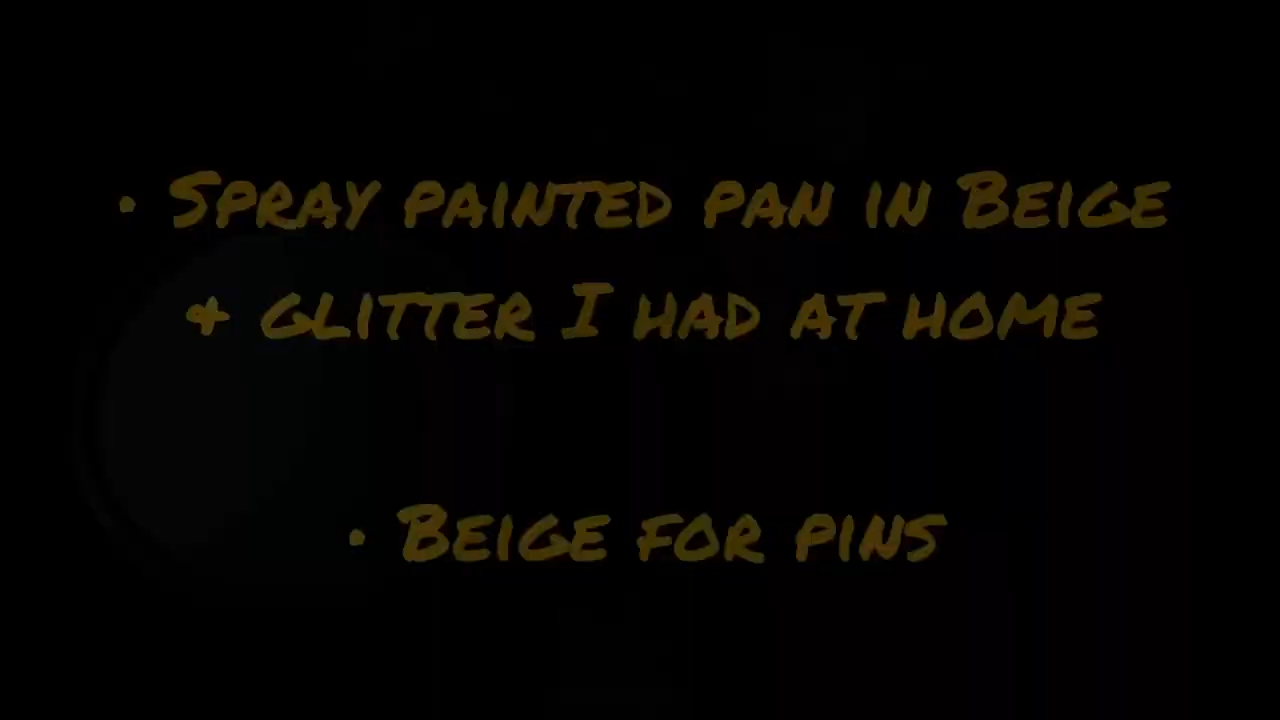 • Spray painted pan in Beige
& glitter I had at home
• Beige for pins